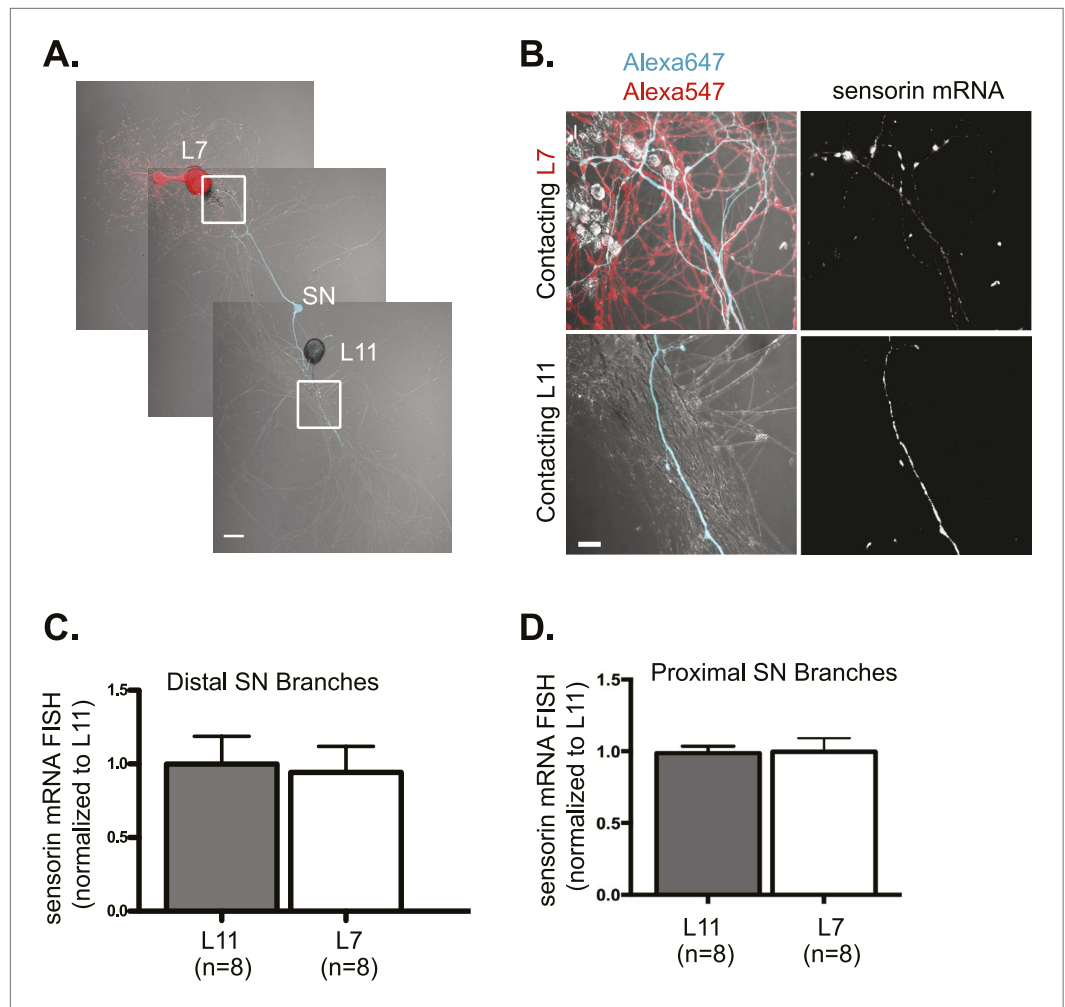 A.
L7
SN
L11
B.
Alexa647
Alexa547
sensorin mRNA
Contacting L7
Contacting L11
C.
Distal SN Branches
sensorin mRNA FISH
(normalized to L11)
1.5
1.0
0.5
0.0
L11
(n=8)
L7
(n=8)
D.
Proximal SN Branches
sensorin mRNA FISH
(normalized to L11)
1.5
1.0
0.5
0.0
L11
(n=8)
L7
(n=8)